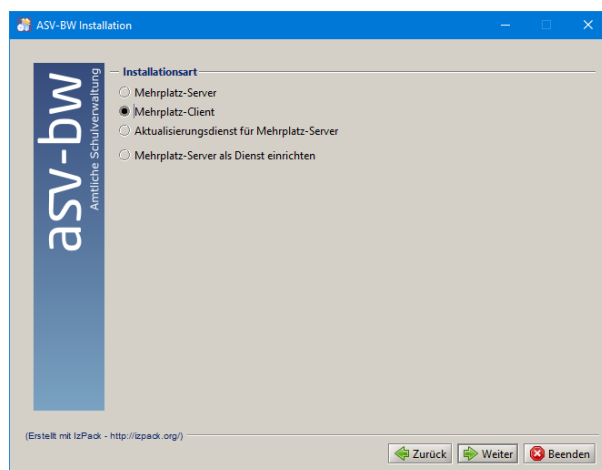 ASV-BW Installation
asv-bw
Amtliche Schulverwaltung
Installationsart
Mehrplatz-Server
Mehrplatz-Client
Aktualisierungsdienst für Mehrplatz-Server
Mehrplatz-Server als Dienst einrichten
(Erstellt mit IzPack - http://izpack.org/)
Zurück Weiter Beenden